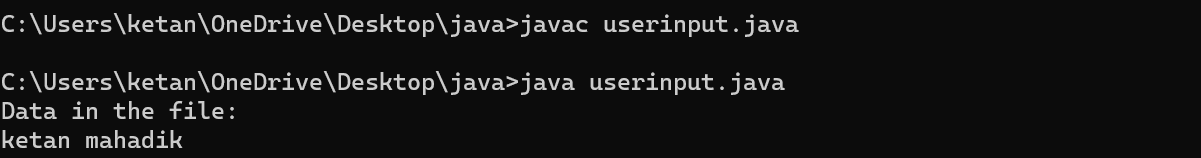 C:\Users\ketan\OneDrive\Desktop\java>javac userinput.java
C:\Users\ketan\OneDrive\Desktop\java>java userinput.java
Data in the file:
ketan mahadik